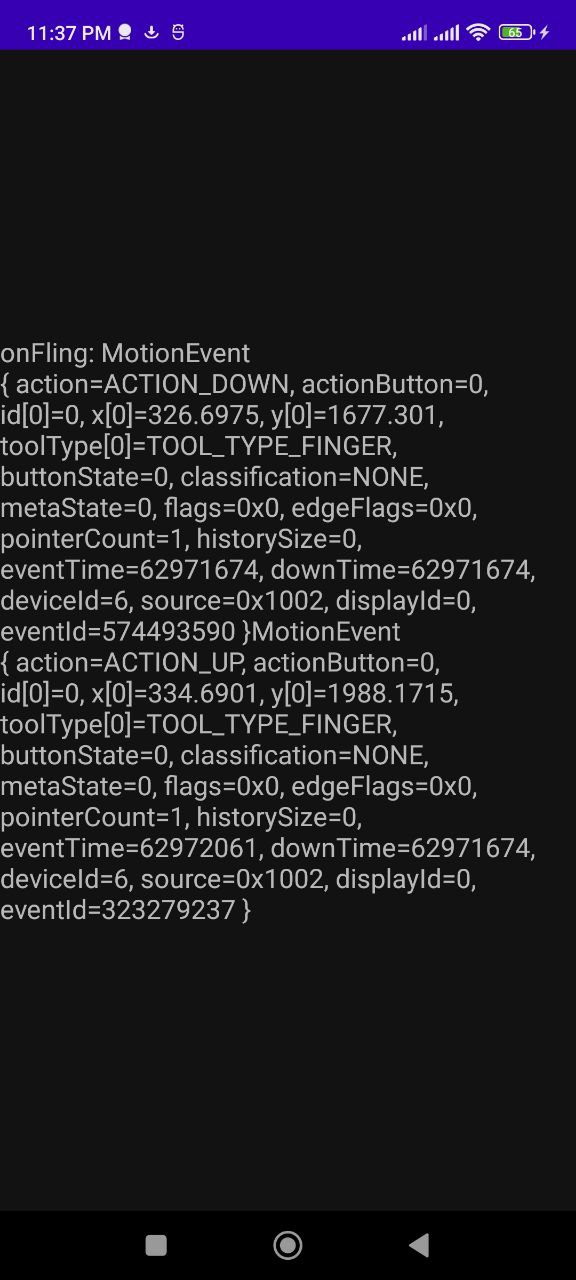 11:37 PM
65
onFling: MotionEvent
{ action=ACTION_DOWN, actionButton=0,
id[0]=0, x[0]=326.6975, y[0]=1677.301,
toolType[0]=TOOL_TYPE_FINGER,
buttonState=0, classification=NONE,
metaState=0, flags=0x0, edgeFlags=0x0,
pointerCount=1, historySize=0,
eventTime=62971674, downTime=62971674,
deviceId=6, source=0x1002, displayId=0,
eventId=574493590 }MotionEvent
{ action=ACTION_UP, actionButton=0,
id[0]=0, x[0]=334.6901, y[0]=1988.1715,
toolType[0]=TOOL_TYPE_FINGER,
buttonState=0, classification=NONE,
metaState=0, flags=0x0, edgeFlags=0x0,
pointerCount=1, historySize=0,
eventTime=62972061, downTime=62971674,
deviceId=6, source=0x1002, displayId=0,
eventId=323279237 }